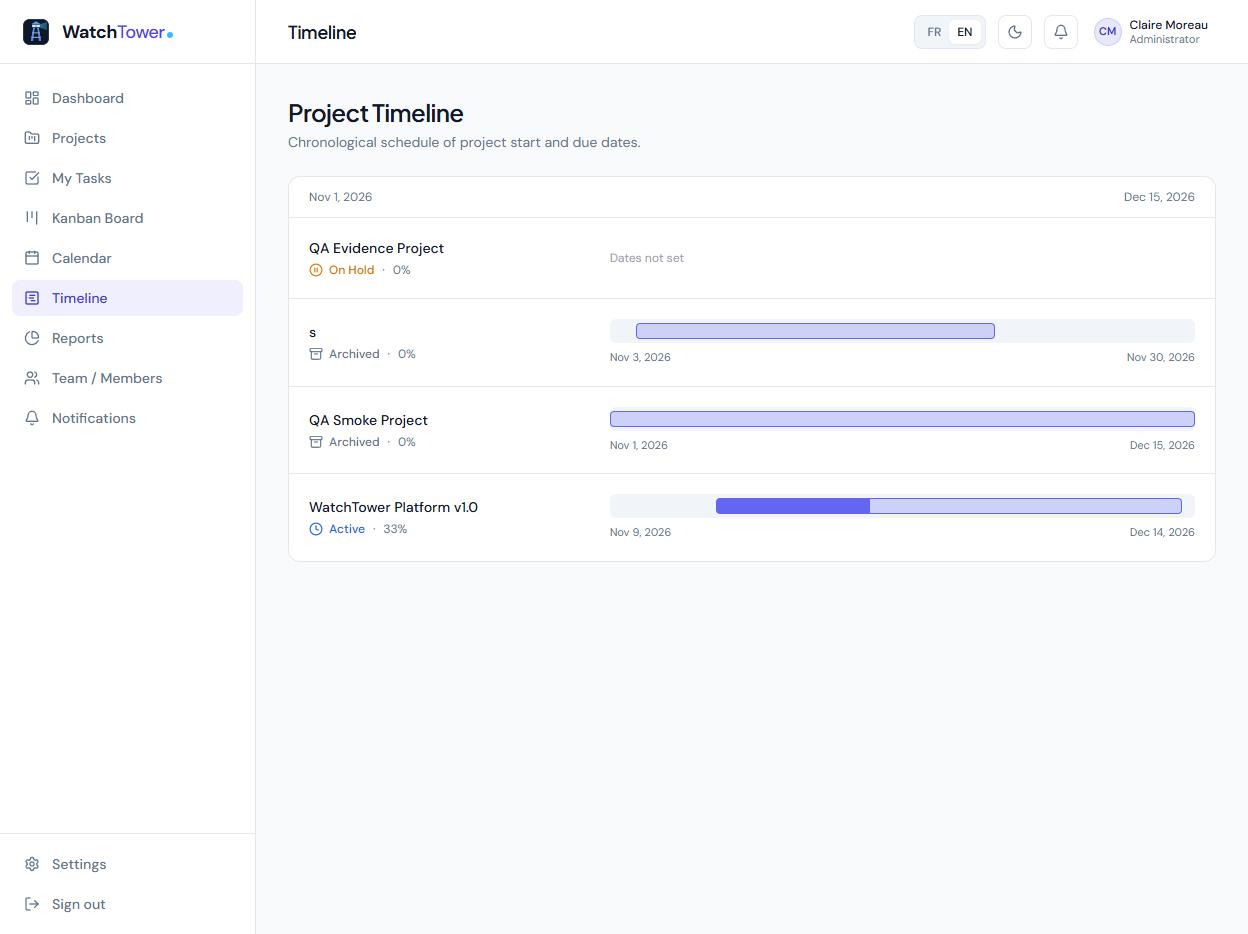 WatchTower
Timeline
FR EN
CM
Claire Moreau
Administrator
Dashboard
Projects
My Tasks
Kanban Board
Calendar
Timeline
Reports
Team / Members
Notifications
Settings
Sign out
Project Timeline
Chronological schedule of project start and due dates.
Nov 1, 2026 Dec 15, 2026
QA Evidence Project
On Hold · 0%
Dates not set
s
Archived · 0%
Nov 3, 2026 Nov 30, 2026
QA Smoke Project
Archived · 0%
Nov 1, 2026 Dec 15, 2026
WatchTower Platform v1.0
Active · 33%
Nov 9, 2026 Dec 14, 2026